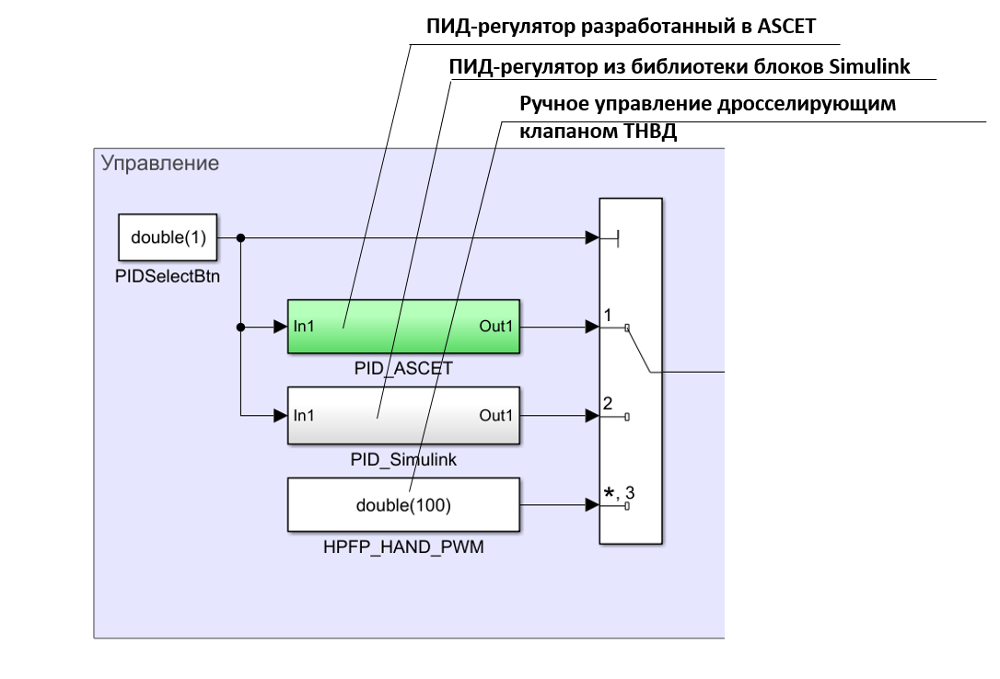 ПИД-регулятор разработанный в ASCET
ПИД-регулятор из библиотеки блоков Simulink
Ручное управление дросселирующим
клапаном ТНВД
Управление
double(1)
PIDSelectBtn
In1
Out1
1
PID_ASCET
In1
Out1
2
PID_Simulink
double(100)
*, 3
HPFP_HAND_PWM